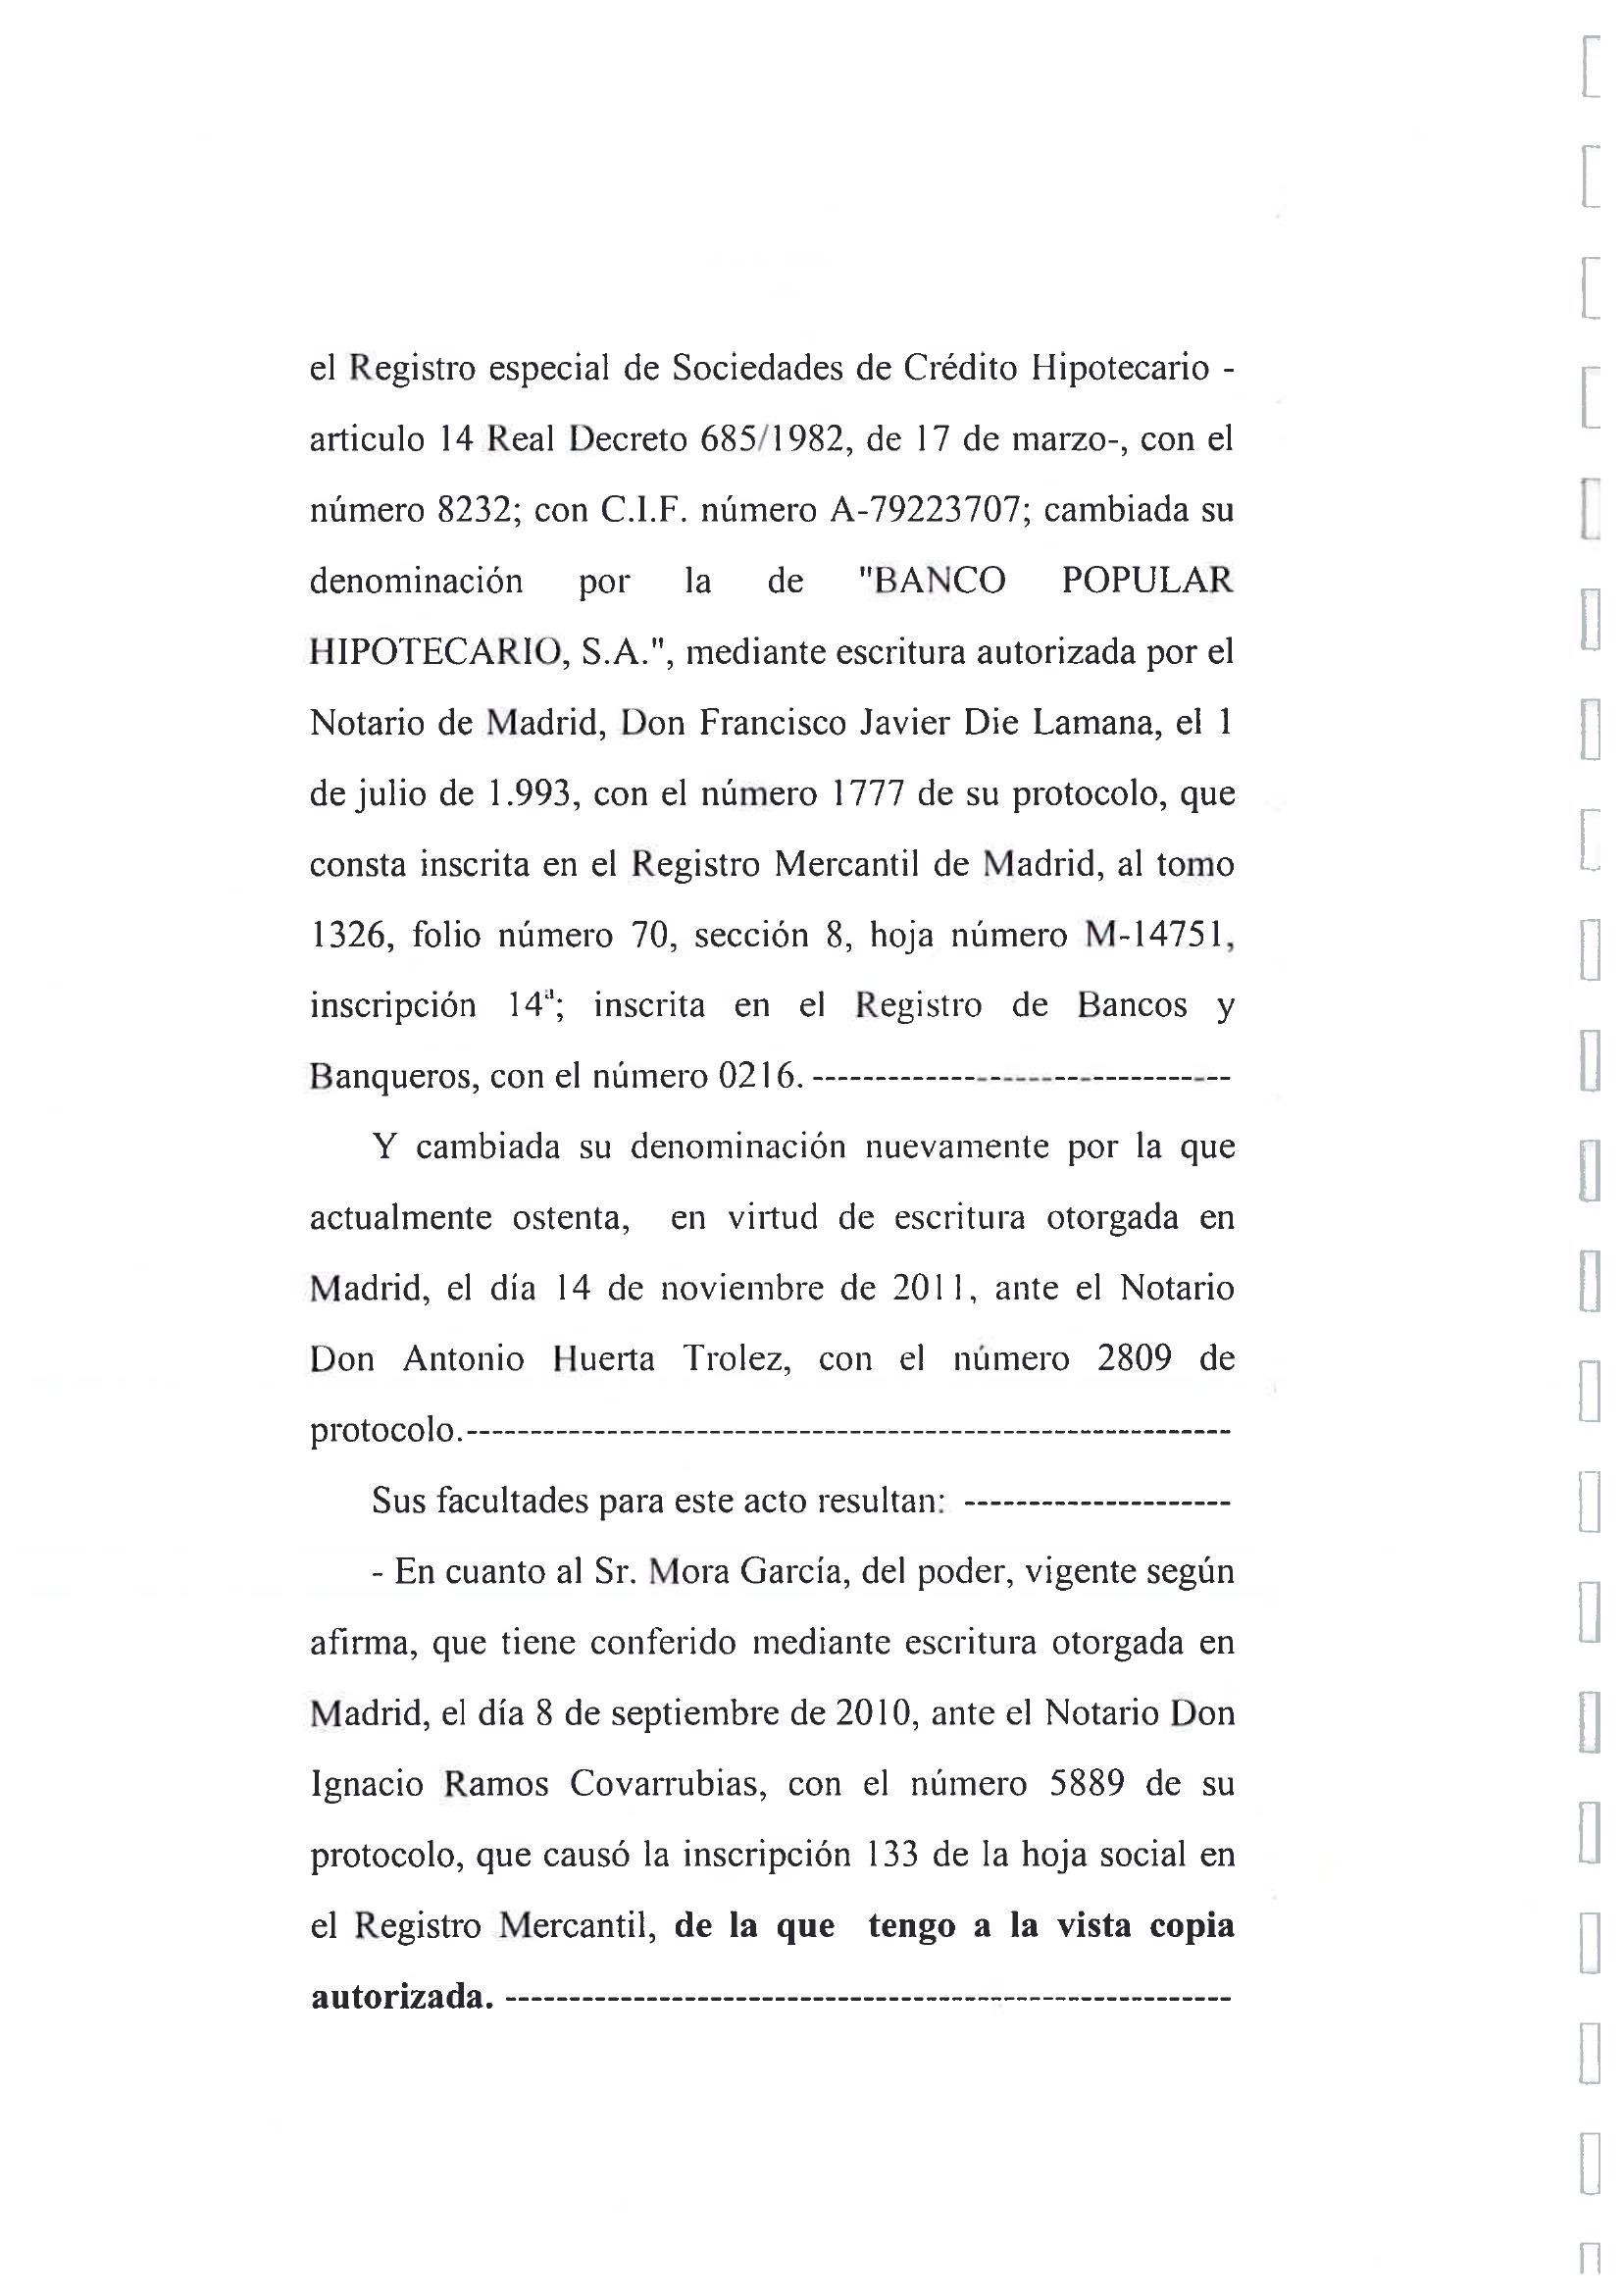 el Registro especial de Sociedades de Crédito Hipotecario -
articulo 14 Real Decreto 685/1982, de 17 de marzo-, con el
número 8232; con C.I.F. número A-79223707; cambiada su
denominación por la de "BANCO POPULAR
HIPOTECARIO, S.A.", mediante escritura autorizada por el
Notario de Madrid, Don Francisco Javier Die Lamana, el 1
de julio de 1.993, con el número 1777 de su protocolo, que
consta inscrita en el Registro Mercantil de Madrid, al tomo
1326, folio número 70, sección 8, hoja número M-14751,
inscripción 14ª; inscrita en el Registro de Bancos y
Banqueros, con el número 0216. ---------------------------------
Y cambiada su denominación nuevamente por la que
actualmente ostenta, en virtud de escritura otorgada en
Madrid, el día 14 de noviembre de 2011, ante el Notario
Don Antonio Huerta Trolez, con el número 2809 de
protocolo.------------------------------------------------------------
Sus facultades para este acto resultan: ---------------------
- En cuanto al Sr. Mora García, del poder, vigente según
afirma, que tiene conferido mediante escritura otorgada en
Madrid, el día 8 de septiembre de 2010, ante el Notario Don
Ignacio Ramos Covarrubias, con el número 5889 de su
protocolo, que causó la inscripción 133 de la hoja social en
el Registro Mercantil, de la que tengo a la vista copia
autorizada. ---------------------------------------------------------